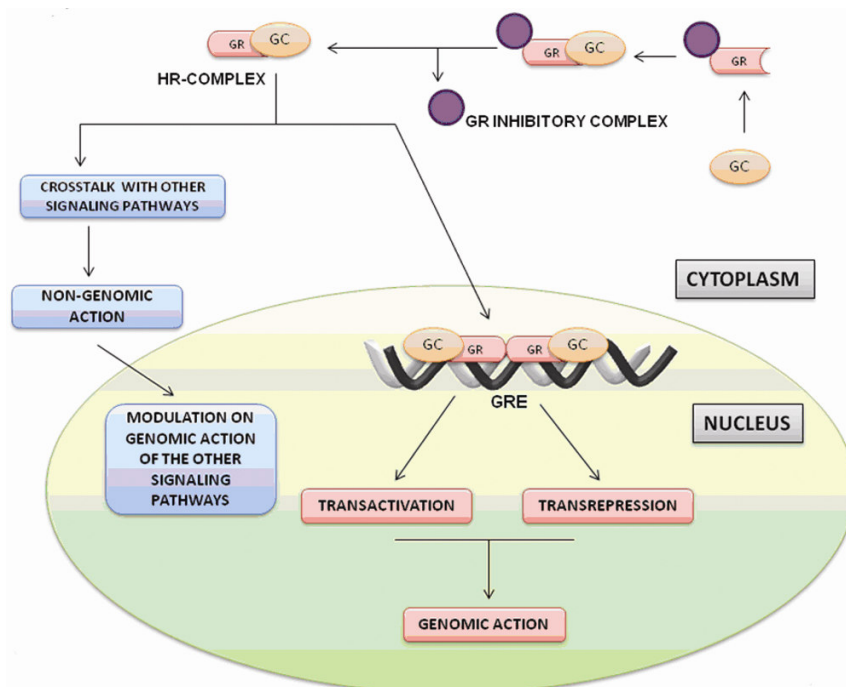 GR
GC
HR-COMPLEX
GR
GC
GR
GR INHIBITORY COMPLEX
GC
CROSSTALK WITH OTHER
SIGNALING PATHWAYS
NON-GENOMIC
ACTION
CYTOPLASM
GC
GR
GR
GC
GRE
NUCLEUS
MODULATION ON
GENOMIC ACTION
OF THE OTHER
SIGNALING
PATHWAYS
TRANSACTIVATION
TRANSREPRESSION
GENOMIC ACTION